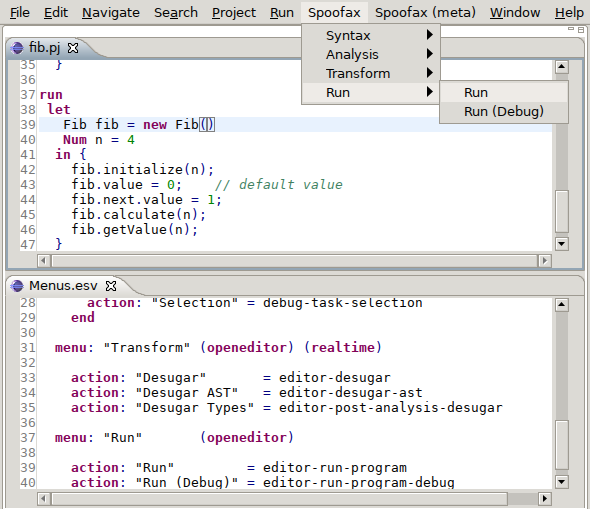 File Edit Navigate Search Project Run Spoofax Spoofax (meta) Window Help
Syntax
Analysis
Transform
Run
Run
Run (Debug)
fib.pj
35   }
36
37 run
38  let
39    Fib fib = new Fib()
40    Num n = 4
41   in {
42     fib.initialize(n);
43     fib.value = 0;    // default value
44     fib.next.value = 1;
45     fib.calculate(n);
46     fib.getValue(n);
47   }
Menus.esv
28       action: "Selection" = debug-task-selection
29     end
30
31   menu: "Transform" (openeditor) (realtime)
32
33     action: "Desugar"       = editor-desugar
34     action: "Desugar AST"   = editor-desugar-ast
35     action: "Desugar Types" = editor-post-analysis-desugar
36
37   menu: "Run"       (openeditor)
38
39     action: "Run"         = editor-run-program
40     action: "Run (Debug)" = editor-run-program-debug